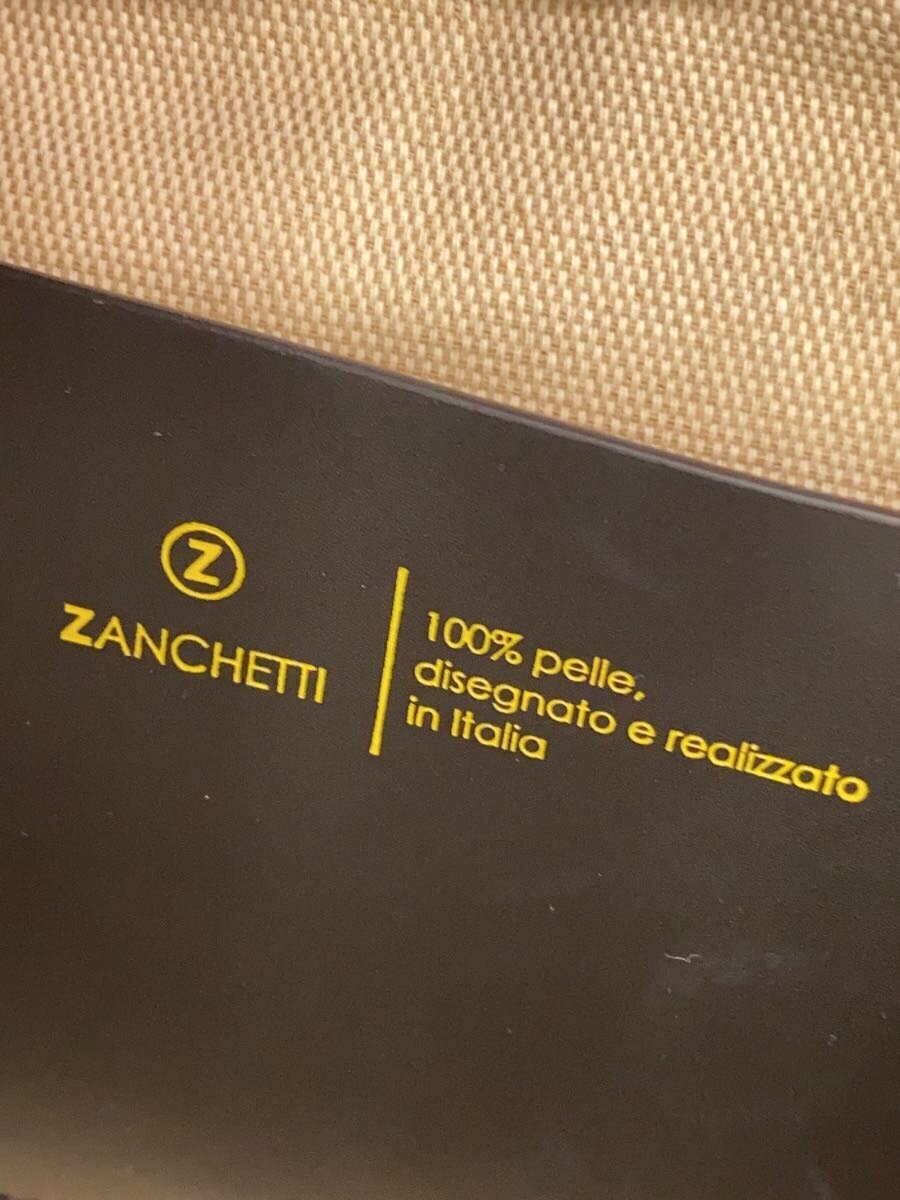 Z
ZANCHETTI
100% pelle,
disegnato e realizzato
in Italia